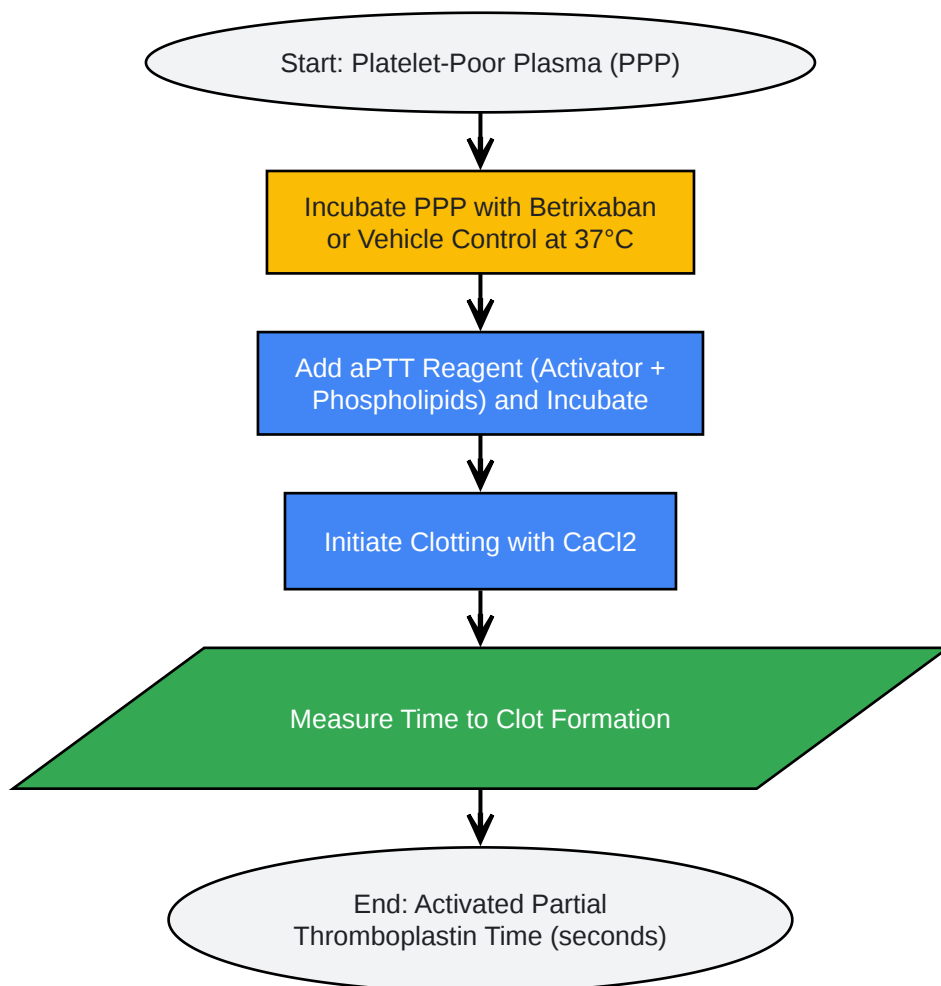 Start: Platelet-Poor Plasma (PPP)
Incubate PPP with Betrixaban
or Vehicle Control at 37°C
Add aPTT Reagent (Activator +
Phospholipids) and Incubate
Initiate Clotting with CaCl2
Measure Time to Clot Formation
End: Activated Partial
Thromboplastin Time (seconds)